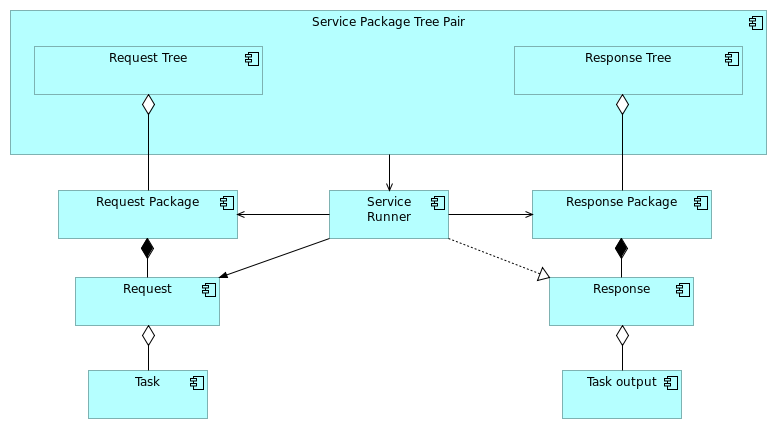 Service Package Tree Pair
Request Tree
Response Tree
Request Package
Service
Runner
Response Package
Request
Response
Task
Task output